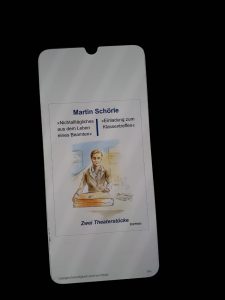 Martin Schörle
»Nichtalltägliches
aus dem Leben
eines Beamten«
»Einladung zum
Klassentreffen«
Zwei Theaterstücke